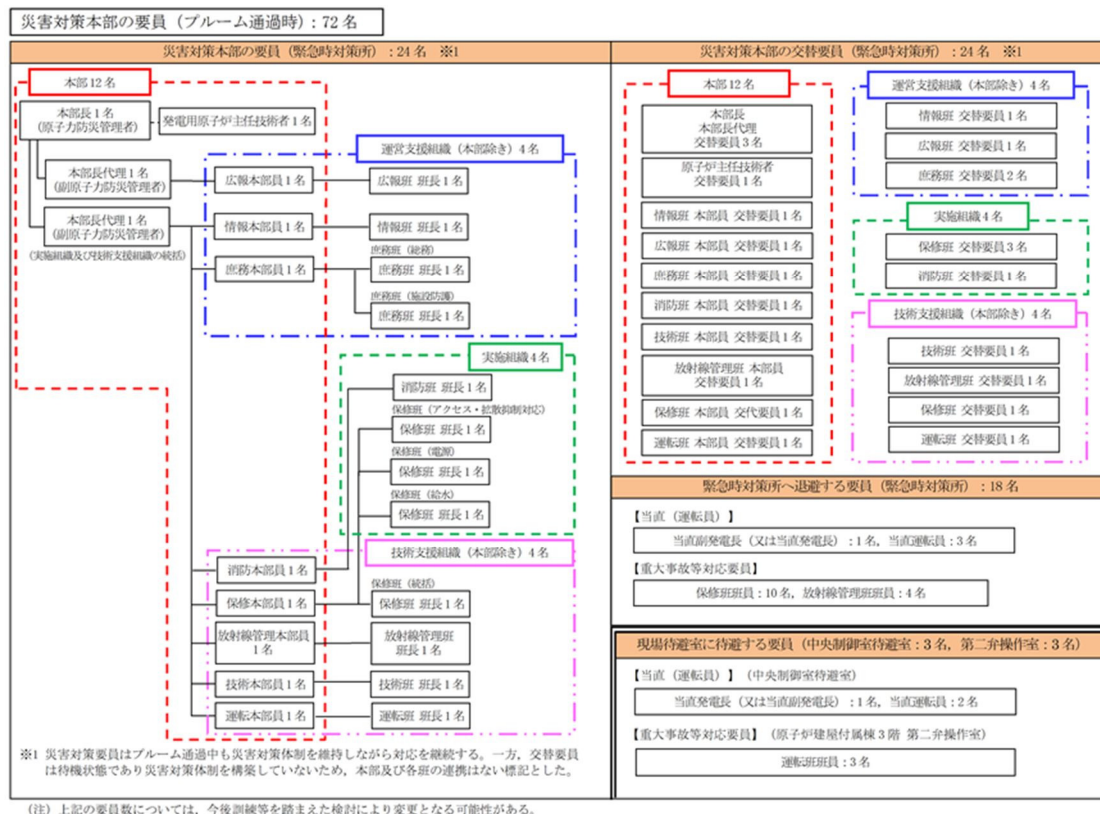 災害対策本部の要員（プルーム通過時）：72名
災害対策本部の要員（緊急時対策所）：24名 ※1
本部12名
本部長1名
（原子力防災管理者）
発電用原子炉主任技術者1名
運営支援組織（本部除き）4名
本部長代理1名
（副原子力防災管理者）
広報本部員1名
広報班 班長1名
本部長代理1名
（副原子力防災管理者）
（実施組織及び技術支援組織の統括）
情報本部員1名
情報班 班長1名
庶務班（総務）
庶務本部員1名
庶務班 班長1名
庶務班（施設防護）
庶務班 班長1名
実施組織4名
消防班 班長1名
保修班（アクセス・拡散抑制対応）
保修班 班長1名
保修班（電源）
保修班 班長1名
保修班（給水）
保修班 班長1名
技術支援組織（本部除き）4名
消防本部員1名
保修班（統括）
保修本部員1名
保修班 班長1名
放射線管理本部員
1名
放射線管理班
班長1名
技術本部員1名
技術班 班長1名
運転本部員1名
運転班 班長1名
※1 災害対策要員はプルーム通過中も災害対策体制を維持しながら対応を継続する。一方，交替要員
は待機状態であり災害対策体制を構築していないため，本部及び各班の連携はない標記とした。
災害対策本部の交替要員（緊急時対策所）：24名 ※1
本部12名
本部長
本部長代理
交替要員3名
原子炉主任技術者
交替要員1名
情報班 本部員 交替要員1名
広報班 本部員 交替要員1名
庶務班 本部員 交替要員1名
消防班 本部員 交替要員1名
技術班 本部員 交替要員1名
放射線管理班 本部員
交替要員1名
保修班 本部員 交代要員1名
運転班 本部員 交替要員1名
運営支援組織（本部除き）4名
情報班 交替要員1名
広報班 交替要員1名
庶務班 交替要員2名
実施組織4名
保修班 交替要員3名
消防班 交替要員1名
技術支援組織（本部除き）4名
技術班 交替要員1名
放射線管理班 交替要員1名
保修班 交替要員1名
運転班 交替要員1名
緊急時対策所へ退避する要員（緊急時対策所）：18名
【当直（運転員）】
当直副発電長（又は当直発電長）：1名，当直運転員：3名
【重大事故等対応要員】
保修班班員：10名，放射線管理班班員：4名
現場待避室に待避する要員（中央制御室待避室：3名，第二弁操作室：3名）
【当直（運転員）】（中央制御室待避室）
当直発電長（又は当直副発電長）：1名，当直運転員：2名
【重大事故等対応要員】（原子炉建屋付属棟3階 第二弁操作室）
運転班班員：3名
（注）上記の要員数については，今後訓練等を踏まえた検討により変更となる可能性がある。